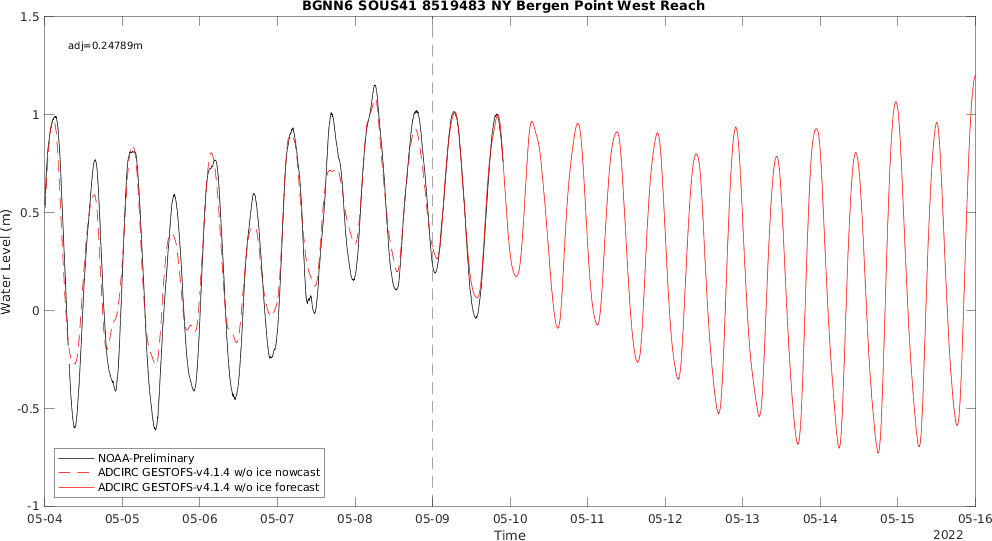 BGNN6 SOUS41 8519483 NY Bergen Point West Reach
1.5
adj=0.24789m
1
0.5
0
-0.5
-1
Water Level (m)
NOAA-Preliminary
ADCIRC GESTOFS-v4.1.4 w/o ice nowcast
ADCIRC GESTOFS-v4.1.4 w/o ice forecast
05-04 05-05 05-06 05-07 05-08 05-09 05-10 05-11 05-12 05-13 05-14 05-15 05-16
Time
2022